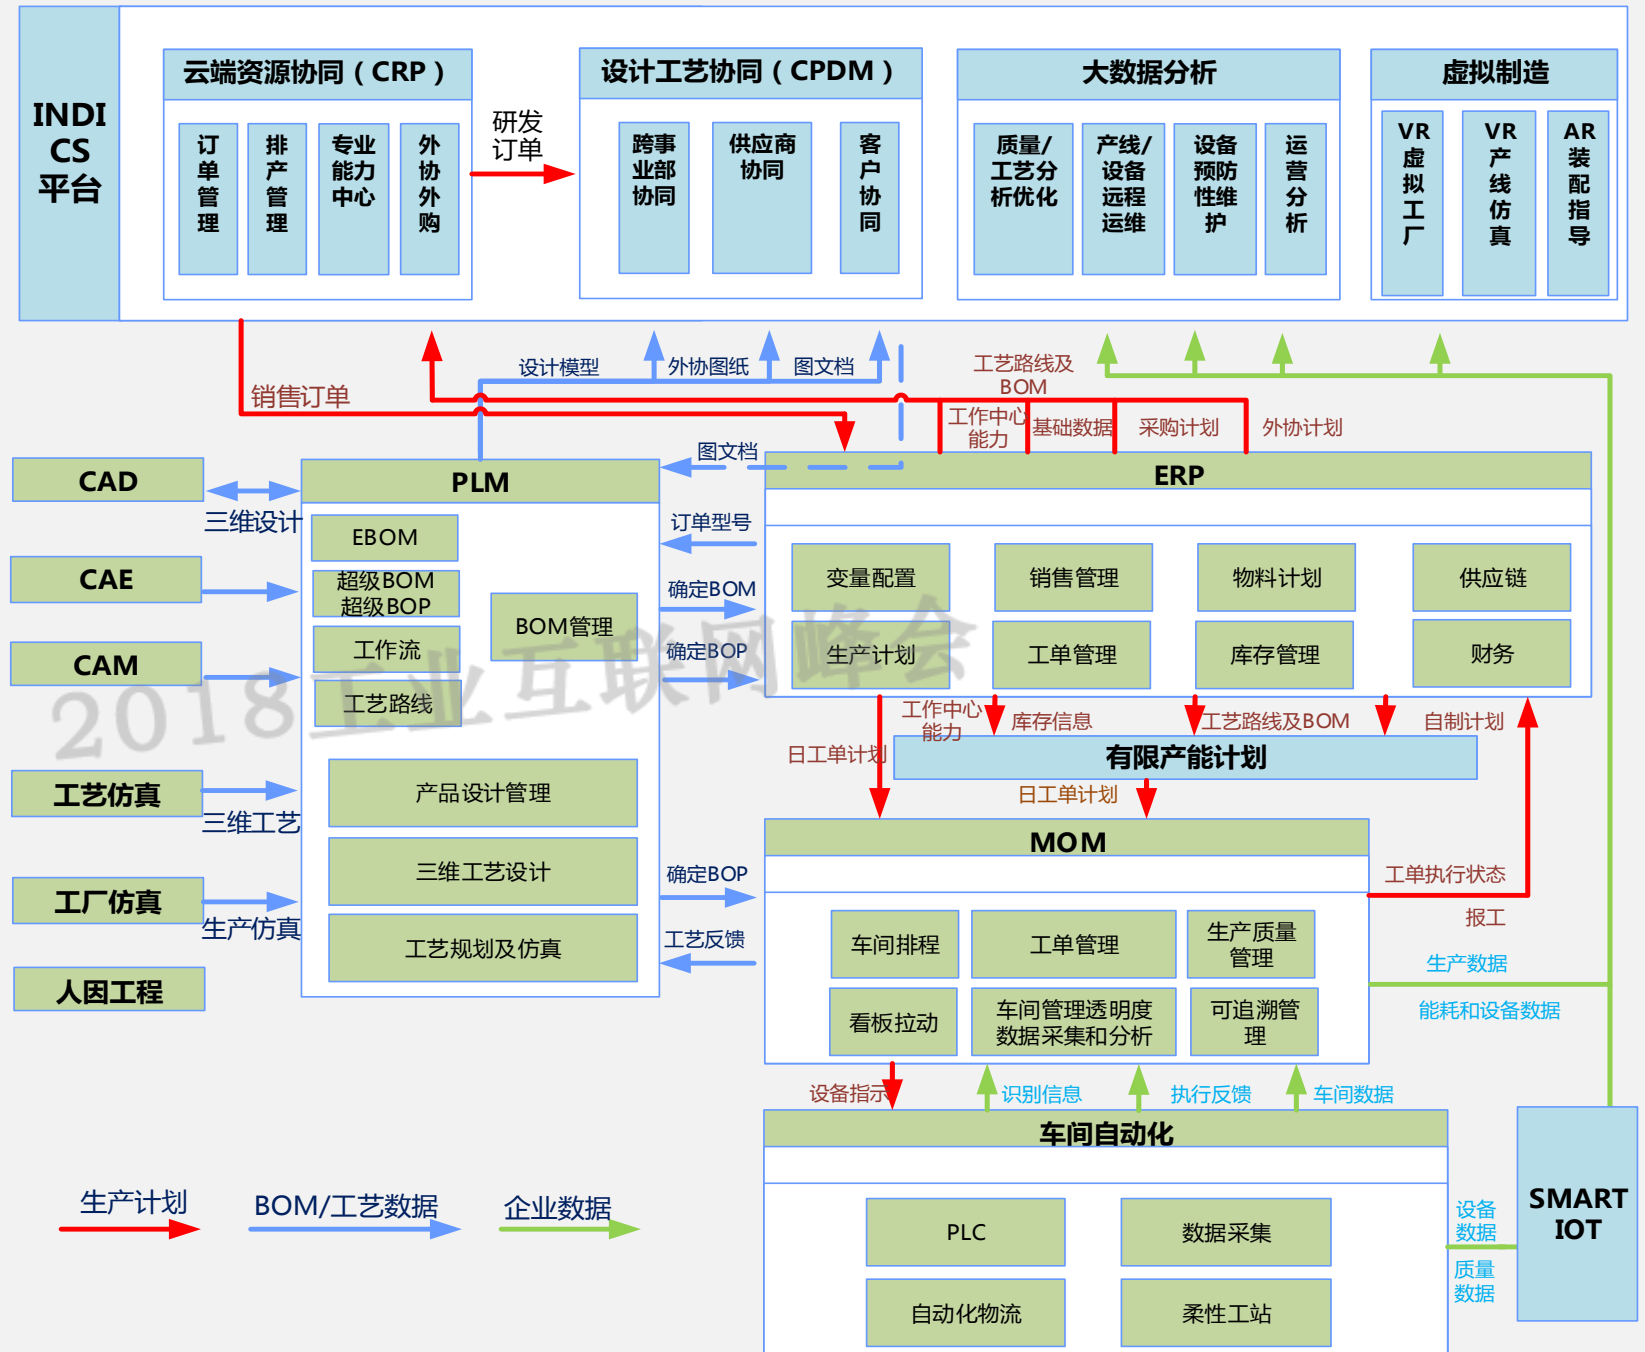 INDI
CS
平台
云端资源协同（CRP）
订
单
管
理
排
产
管
理
专业
能力
中心
外
协
外
购
研发
订单
设计工艺协同（CPDM）
跨事
业部
协同
供应商
协同
客
户
协
同
大数据分析
质量/
工艺分
析优化
产线/
设备
远程
运维
设备
预防
性维
护
运
营
分
析
虚拟制造
VR
虚
拟
工
厂
VR
产
线
仿
真
AR
装
配
指
导
销售订单
设计模型
外协图纸
图文档
工艺路线及
BOM
工作中心
能力
基础数据
采购计划
外协计划
图文档
CAD
三维设计
CAE
CAM
工艺仿真
三维工艺
工厂仿真
生产仿真
人因工程
PLM
EBOM
超级BOM
超级BOP
工作流
工艺路线
BOM管理
产品设计管理
三维工艺设计
工艺规划及仿真
订单型号
确定BOM
确定BOP
确定BOP
工艺反馈
ERP
变量配置
销售管理
物料计划
供应链
生产计划
工单管理
库存管理
财务
日工单计划
工作中心
能力
库存信息
工艺路线及BOM
自制计划
有限产能计划
日工单计划
MOM
车间排程
工单管理
生产质量
管理
看板拉动
车间管理透明度
数据采集和分析
可追溯管
理
工单执行状态
报工
生产数据
能耗和设备数据
设备指示
识别信息
执行反馈
车间数据
车间自动化
PLC
数据采集
自动化物流
柔性工站
设备
数据
质量
数据
SMART
IOT
生产计划
BOM/工艺数据
企业数据
2018工业互联网峰会